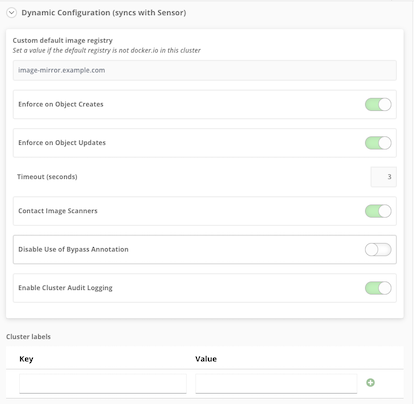 Dynamic Configuration (syncs with Sensor)
Custom default image registry
Set a value if the default registry is not docker.io in this cluster
image-mirror.example.com
Enforce on Object Creates
Enforce on Object Updates
Timeout (seconds) 3
Contact Image Scanners
Disable Use of Bypass Annotation
Enable Cluster Audit Logging
Cluster labels
Key Value